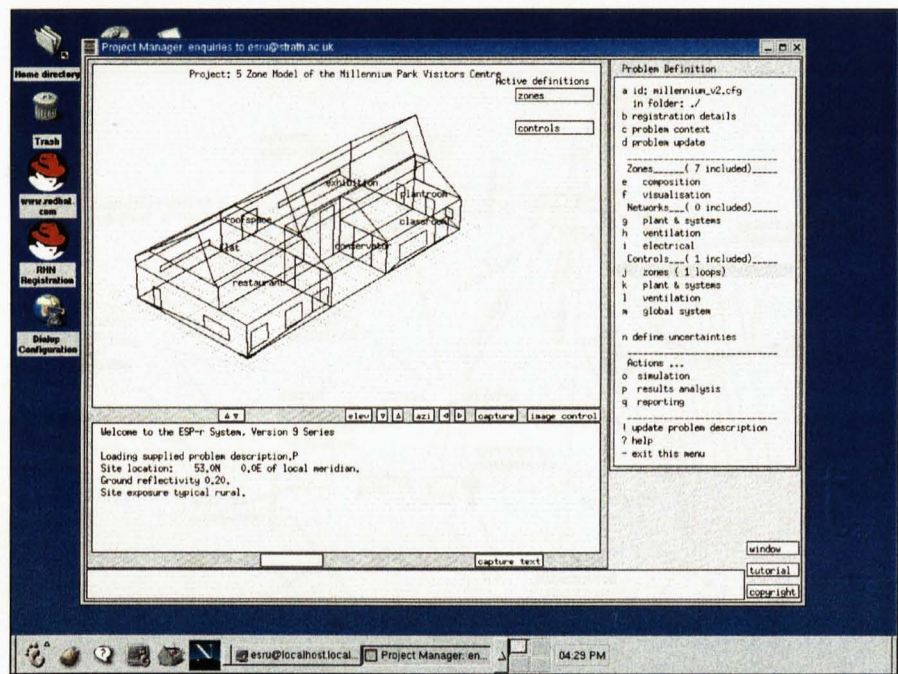 Home directory
Trash
www.redhat.
com
RHN
Registration
Dialup
Configuration
Project Manager: enquiries to esru@strath.ac.uk
Project: 5 Zone Model of the Millennium Park Visitors Centre
Active definitions
zones
controls
exhibition
plantroom
roofspace
classroom
flat
conservator
restaurant
elev
azi
capture
image control
Welcome to the ESP-r System, Version 9 Series
Loading supplied problem description.P
Site location: 53.0N 0.0E of local meridian.
Ground reflectivity 0.20.
Site exposure typical rural.
capture text
Problem Definition
a id: millennium_v2.cfg
in folder: ./
b registration details
c problem context
d problem update
Zones_____( 7 included)_____
e composition
f visualisation
Networks___( 0 included)_____
g plant & systems
h ventilation
i electrical
Controls___( 1 included)_____
j zones ( 1 loops)
k plant & systems
l ventilation
m global system
n define uncertainties
Actions ...
o simulation
p results analysis
q reporting
! update problem description
? help
- exit this menu
window
tutorial
copyright
esru@localhost.local...
Project Manager: en...
04:29 PM